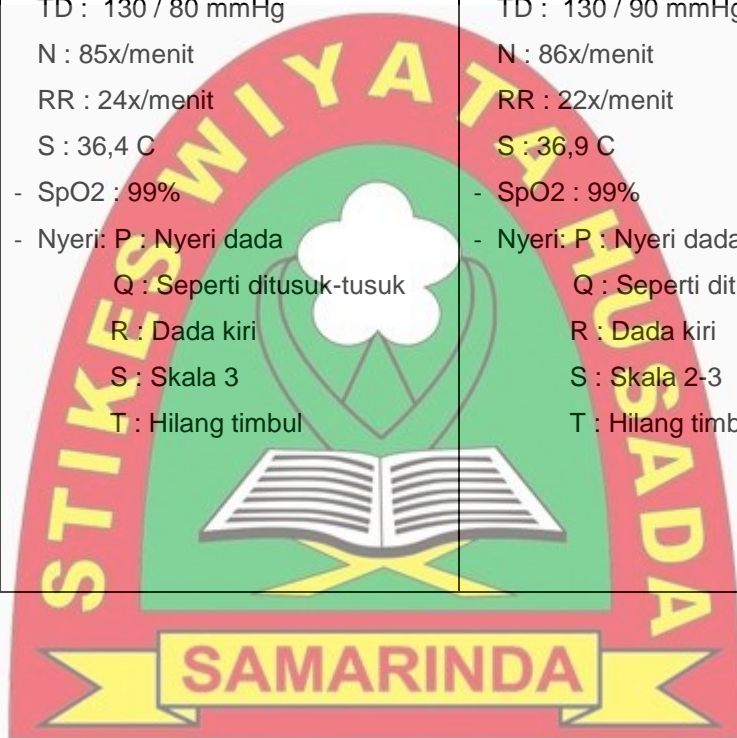 TD : 130 / 80 mmHg
N : 85x/menit
RR : 24x/menit
S : 36,4 C
- SpO2 : 99%
- Nyeri: P : Nyeri dada
Q : Seperti ditusuk-tusuk
R : Dada kiri
S : Skala 3
T : Hilang timbul
TD : 130 / 90 mmHg
N : 86x/menit
RR : 22x/menit
S : 36,9 C
- SpO2 : 99%
- Nyeri: P : Nyeri dada
Q : Seperti dit
R : Dada kiri
S : Skala 2-3
T : Hilang timb
STIKES WIYATA HUSADA
SAMARINDA